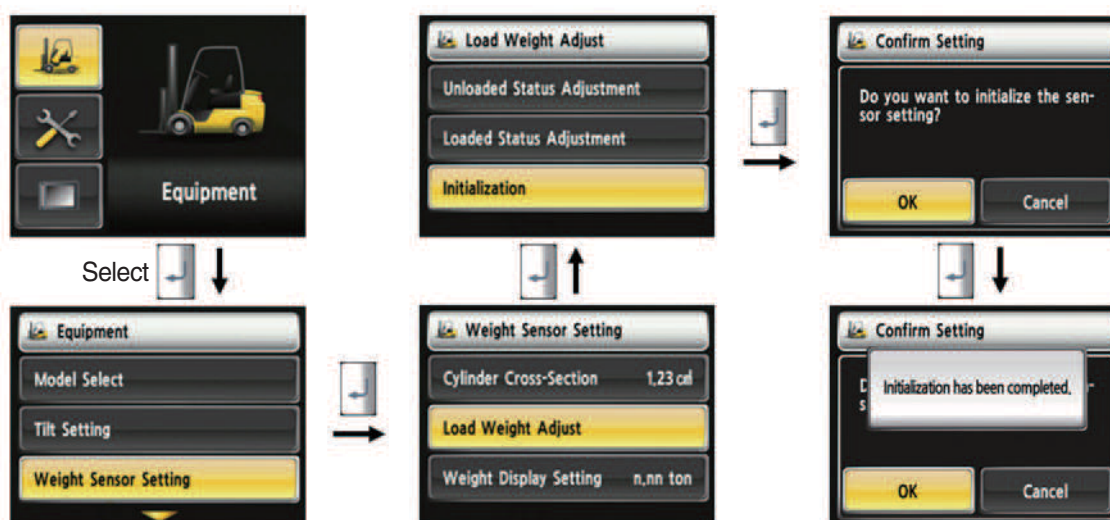 Equipment
Select
Equipment
Model Select
Tilt Setting
Weight Sensor Setting
Weight Sensor Setting
Cylinder Cross-Section 1,23 ㎠
Load Weight Adjust
Weight Display Setting n,nn ton
Load Weight Adjust
Unloaded Status Adjustment
Loaded Status Adjustment
Initialization
Confirm Setting
Do you want to initialize the sen-
sor setting?
OK Cancel
Confirm Setting
Initialization has been completed.
OK Cancel